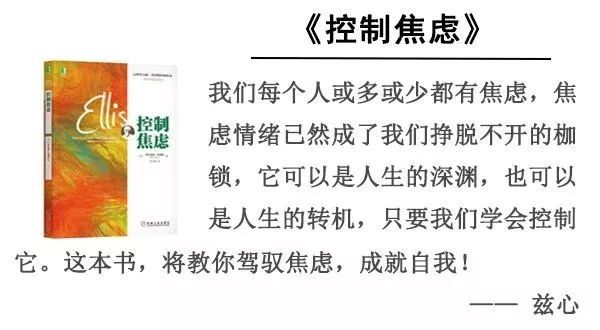 《控制焦虑》
我们每个人或多或少都有焦虑，焦
虑情绪已然成了我们挣脱不开的枷
锁，它可以是人生的深渊，也可以
是人生的转机，只要我们学会控制
它。这本书，将教你驾驭焦虑，成就自我！
—— 兹心
Ellis
控制
焦虑
控制焦虑